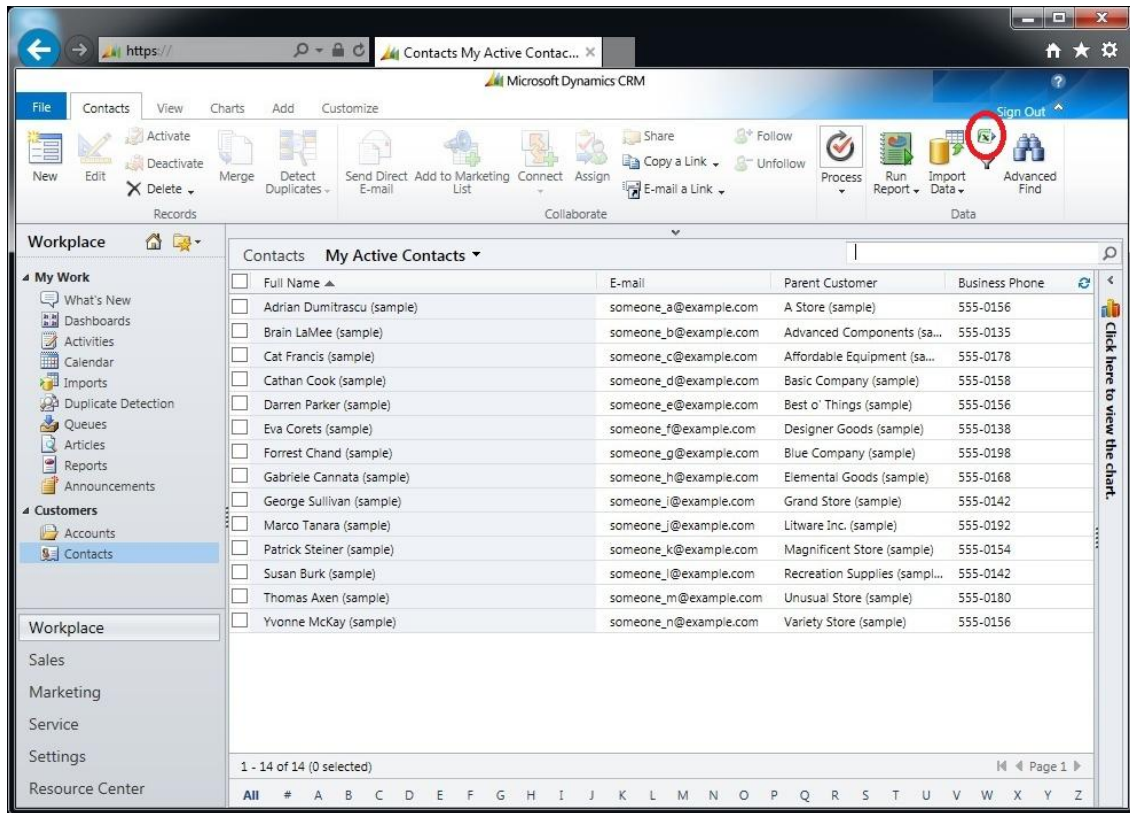 https://
Contacts My Active Contac...
Microsoft Dynamics CRM
File Contacts View Charts Add Customize
Sign Out
New
Edit
Activate
Deactivate
Delete
Records
Merge
Detect Duplicates
Send Direct E-mail
Add to Marketing List
Connect
Assign
Share
Copy a Link
E-mail a Link
Follow
Unfollow
Collaborate
Process
Run Report
Import Data
Advanced Find
Data
Workplace
My Work
What's New
Dashboards
Activities
Calendar
Imports
Duplicate Detection
Queues
Articles
Reports
Announcements
Customers
Accounts
Contacts
Workplace
Sales
Marketing
Service
Settings
Resource Center
Contacts My Active Contacts
Full Name E-mail Parent Customer Business Phone
Adrian Dumitrascu (sample) someone_a@example.com A Store (sample) 555-0156
Brain LaMee (sample) someone_b@example.com Advanced Components (sa... 555-0135
Cat Francis (sample) someone_c@example.com Affordable Equipment (sa... 555-0178
Cathan Cook (sample) someone_d@example.com Basic Company (sample) 555-0158
Darren Parker (sample) someone_e@example.com Best o' Things (sample) 555-0156
Eva Corets (sample) someone_f@example.com Designer Goods (sample) 555-0138
Forrest Chand (sample) someone_g@example.com Blue Company (sample) 555-0198
Gabriele Cannata (sample) someone_h@example.com Elemental Goods (sample) 555-0168
George Sullivan (sample) someone_i@example.com Grand Store (sample) 555-0142
Marco Tanara (sample) someone_j@example.com Litware Inc. (sample) 555-0192
Patrick Steiner (sample) someone_k@example.com Magnificent Store (sample) 555-0154
Susan Burk (sample) someone_l@example.com Recreation Supplies (sampl... 555-0142
Thomas Axen (sample) someone_m@example.com Unusual Store (sample) 555-0180
Yvonne McKay (sample) someone_n@example.com Variety Store (sample) 555-0156
Click here to view the chart.
1 - 14 of 14 (0 selected) Page 1
All # A B C D E F G H I J K L M N O P Q R S T U V W X Y Z